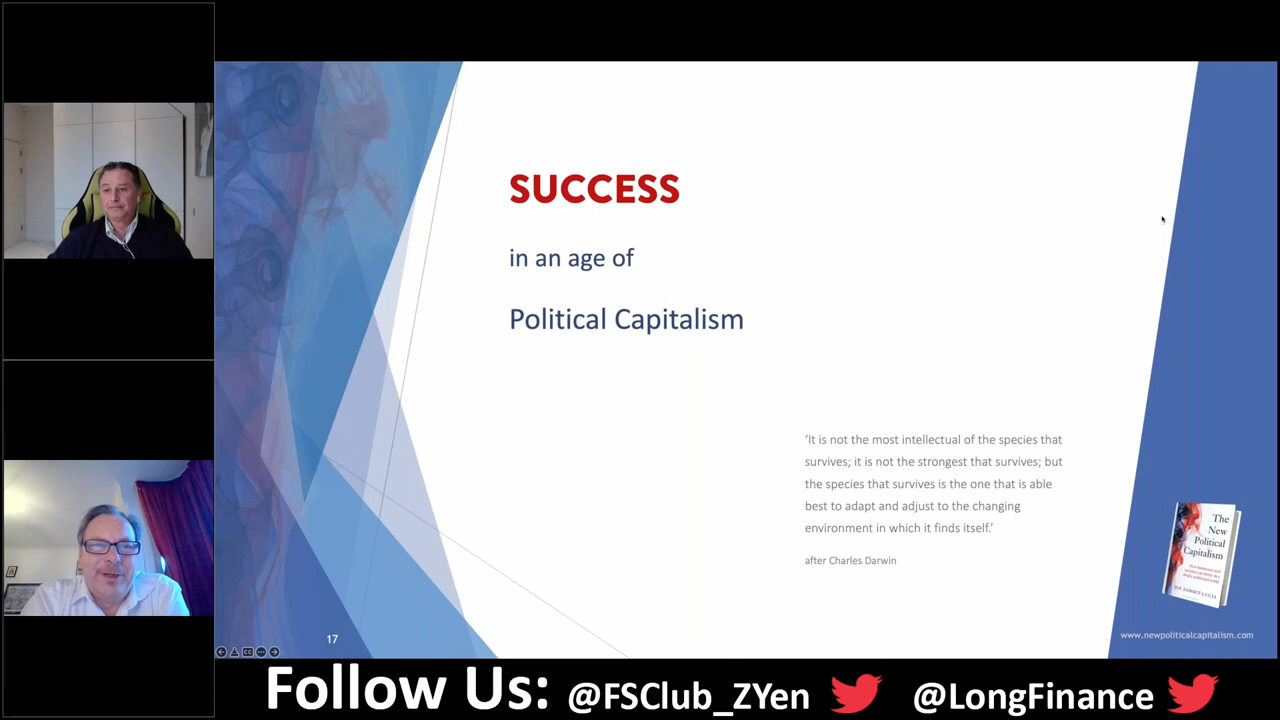 SUCCESS
in an age of
Political Capitalism
‘It is not the most intellectual of the species that
survives; it is not the strongest that survives; but
the species that survives is the one that is able
best to adapt and adjust to the changing
environment in which it finds itself.’
after Charles Darwin
The
New
Political
Capitalism
JOE ZAMMIT-LUCIA
www.newpoliticalcapitalism.com
17
Follow Us: @FSClub_ZYen @LongFinance